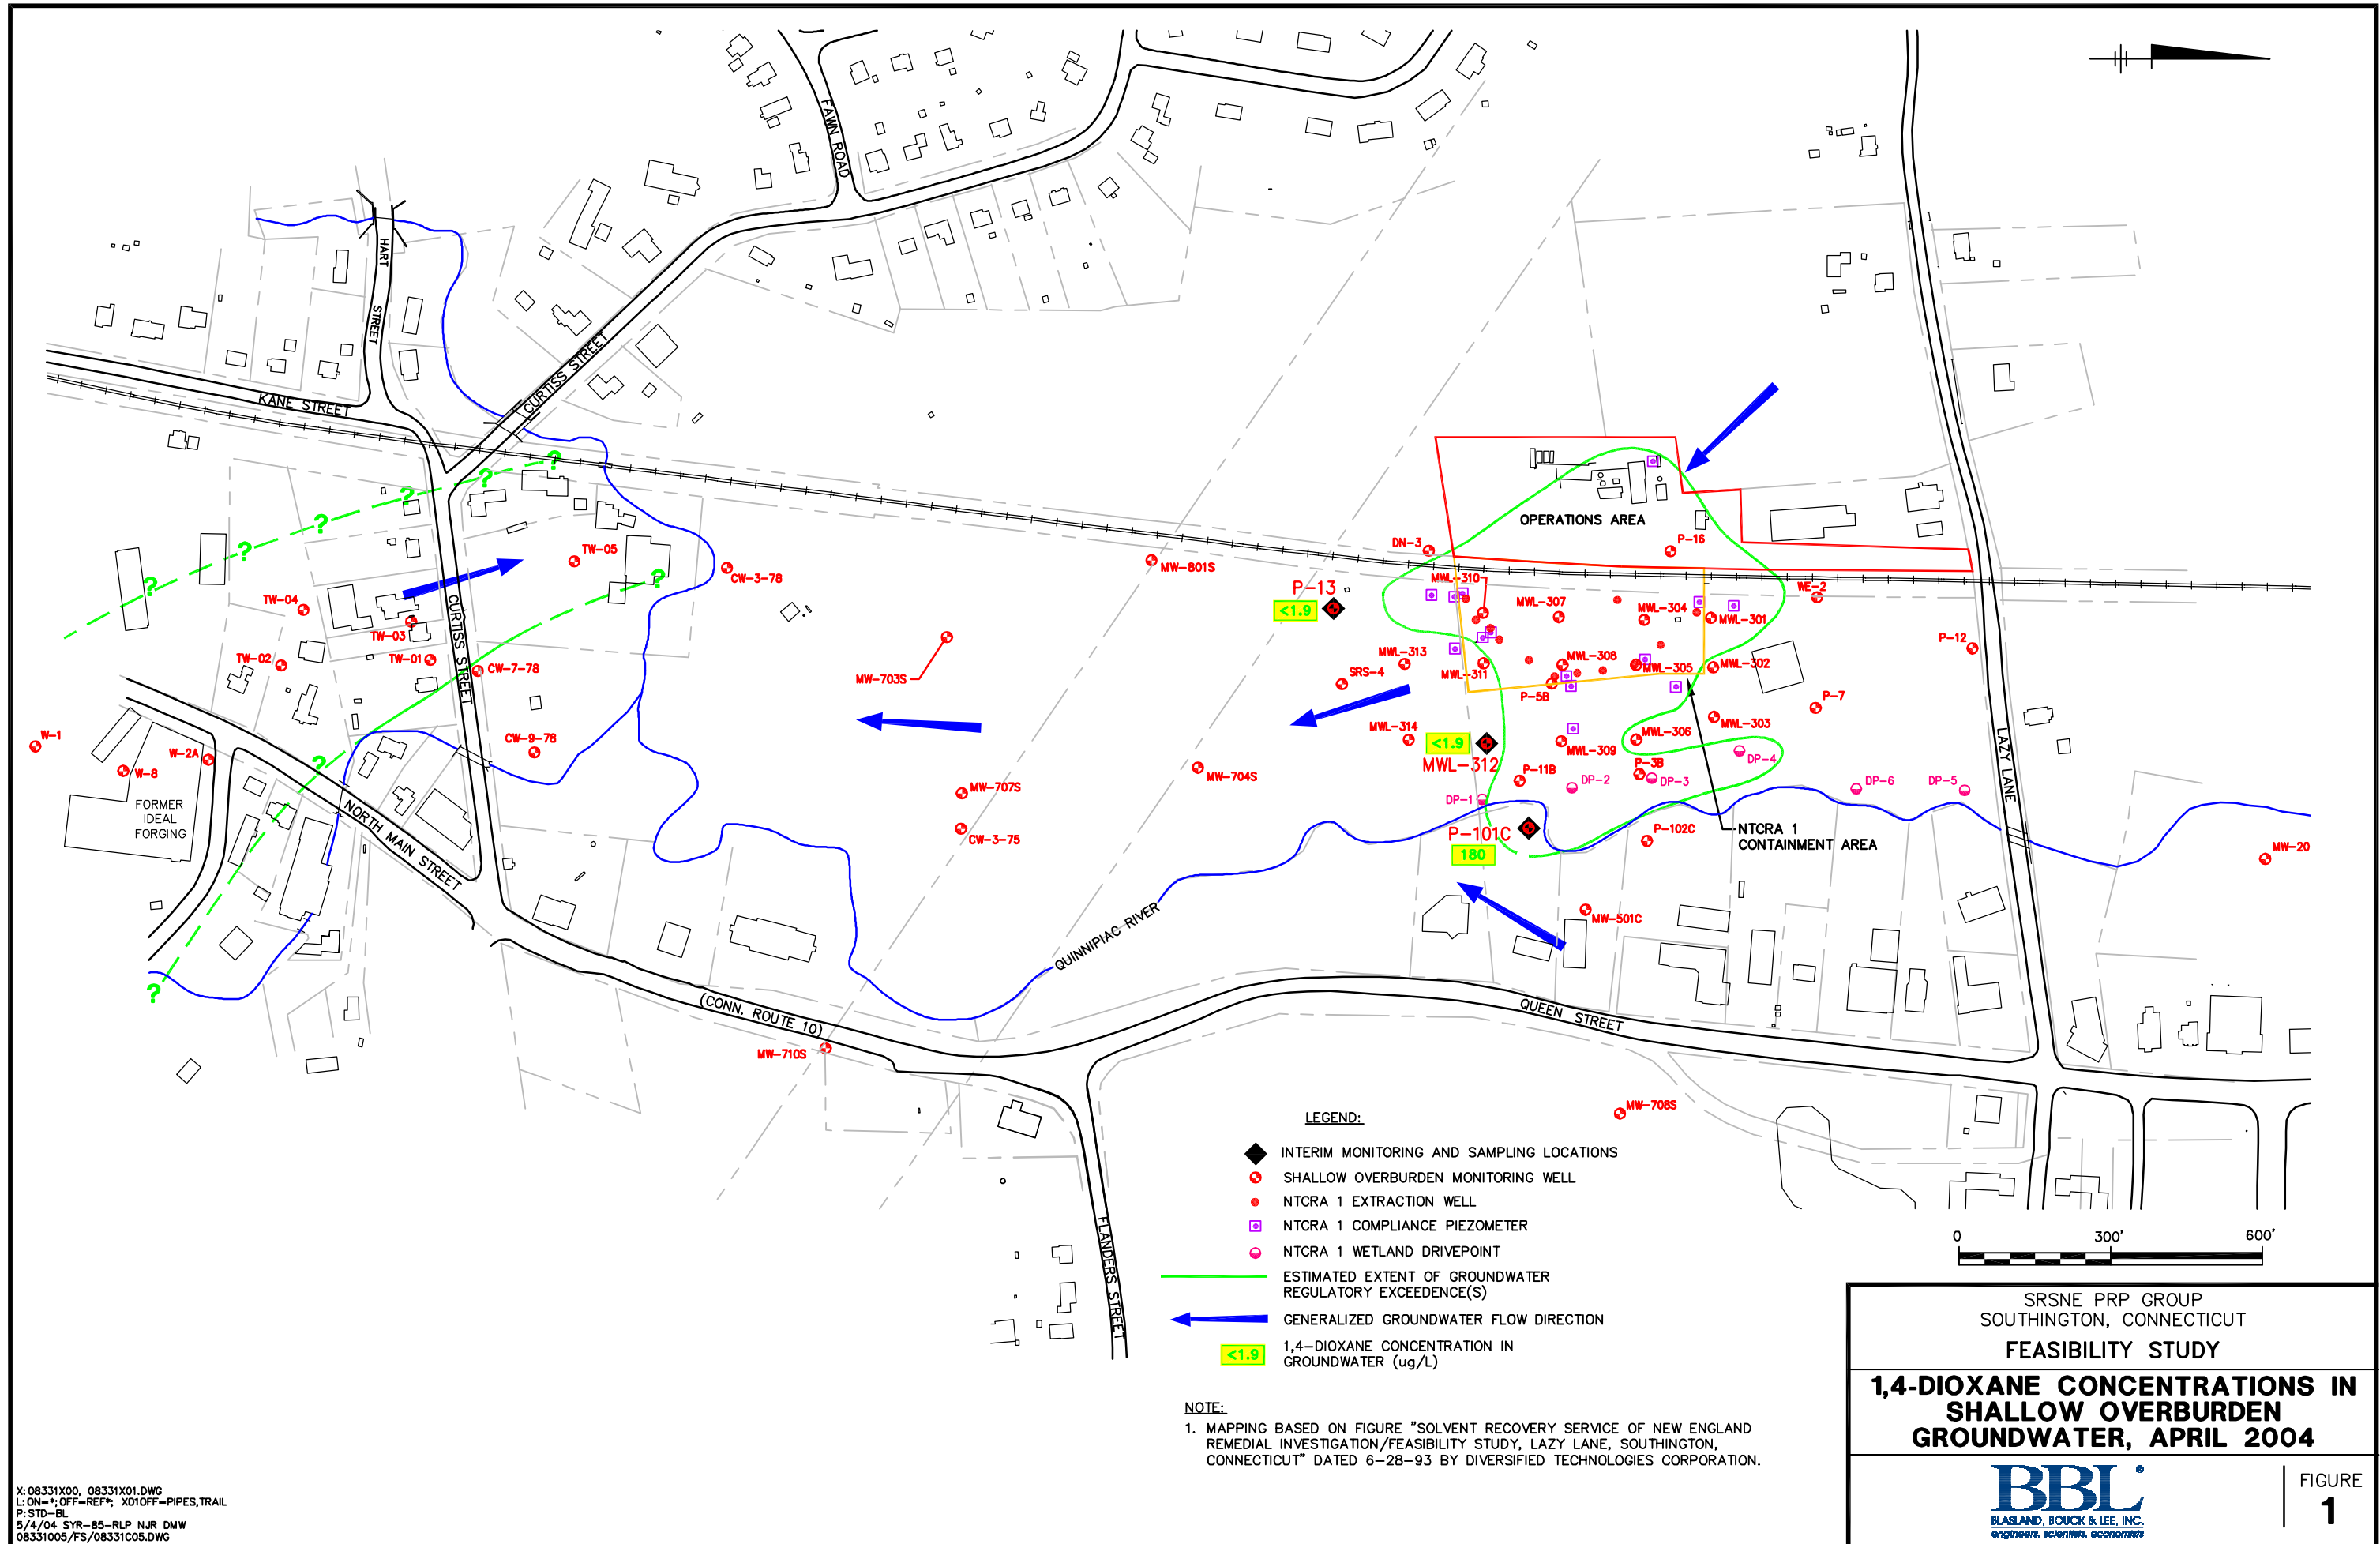 FAWN ROAD
HART
STREET
KANE STREET
CURTISS STREET
CURTISS STREET
?
?
?
?
?
?
?
?
?
OPERATIONS AREA
TW-05
CW-3-78
TW-04
TW-03
TW-02
TW-01
CW-7-78
CW-9-78
W-1
W-8
W-2A
FORMER
IDEAL
FORGING
NORTH MAIN STREET
MW-703S
MW-707S
CW-3-75
MW-704S
MW-801S
P-13
<1.9
DN-3
MWL-310
MWL-307
MWL-304
P-16
MWL-301
WE-2
P-12
MWL-313
SRS-4
MWL-311
MWL-308
MWL-305
MWL-302
P-5B
P-7
MWL-303
MWL-314
<1.9
MWL-312
MWL-309
MWL-306
DP-4
P-11B
P-3B
DP-1
DP-2
DP-3
DP-6
DP-5
P-101C
180
P-102C
NTCRA 1
CONTAINMENT AREA
LAZY LANE
MW-20
MW-501C
QUINNIPIAC RIVER
(CONN. ROUTE 10)
QUEEN STREET
MW-710S
MW-708S
FLANDERS STREET
LEGEND:
INTERIM MONITORING AND SAMPLING LOCATIONS
SHALLOW OVERBURDEN MONITORING WELL
NTCRA 1 EXTRACTION WELL
NTCRA 1 COMPLIANCE PIEZOMETER
NTCRA 1 WETLAND DRIVEPOINT
ESTIMATED EXTENT OF GROUNDWATER
REGULATORY EXCEEDENCE(S)
GENERALIZED GROUNDWATER FLOW DIRECTION
<1.9
1,4-DIOXANE CONCENTRATION IN
GROUNDWATER (ug/L)
NOTE:
1. MAPPING BASED ON FIGURE "SOLVENT RECOVERY SERVICE OF NEW ENGLAND
REMEDIAL INVESTIGATION/FEASIBILITY STUDY, LAZY LANE, SOUTHINGTON,
CONNECTICUT" DATED 6-28-93 BY DIVERSIFIED TECHNOLOGIES CORPORATION.
0 300' 600'
SRSNE PRP GROUP
SOUTHINGTON, CONNECTICUT
FEASIBILITY STUDY
1,4-DIOXANE CONCENTRATIONS IN
SHALLOW OVERBURDEN
GROUNDWATER, APRIL 2004
BBL®
BLASLAND, BOUCK & LEE, INC.
engineers, scientists, economists
FIGURE
1
X: 08331X00, 08331X01.DWG
L: ON=*; OFF=REF*; X01OFF=PIPES,TRAIL
P: STD-BL
5/4/04 SYR-85-RLP NJR DMW
08331005/FS/08331C05.DWG